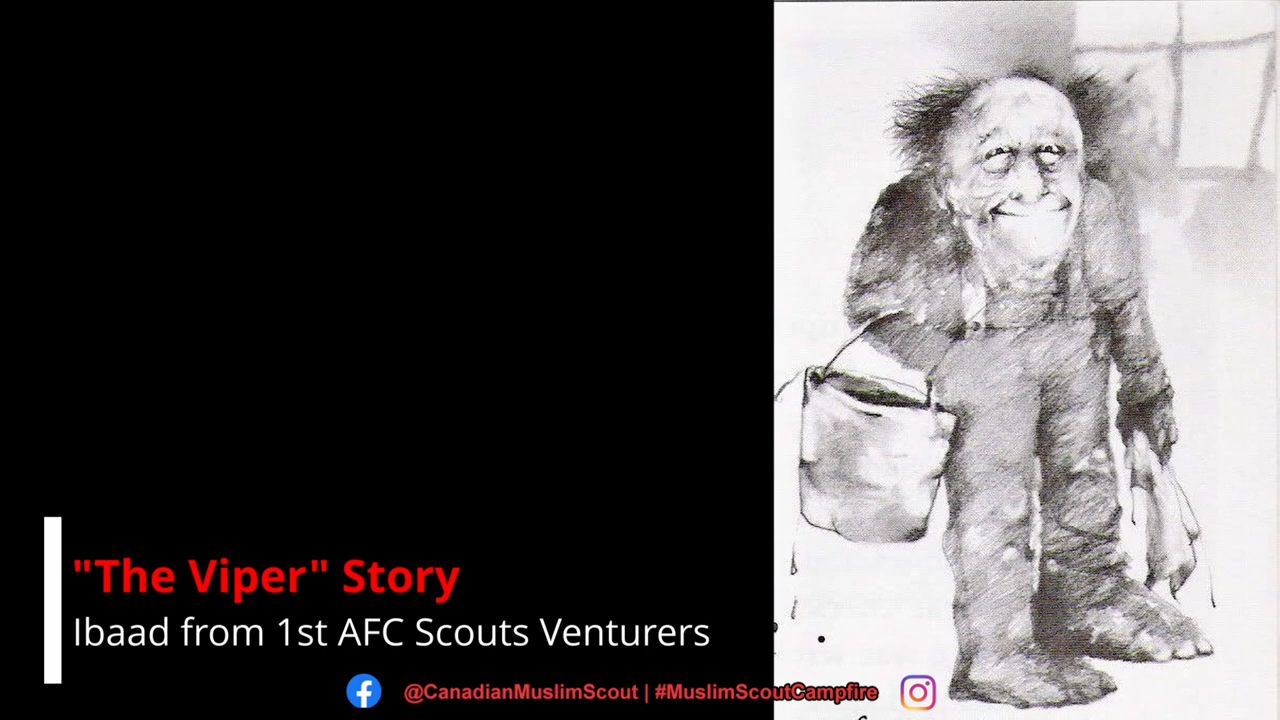 "The Viper" Story
Ibaad from 1st AFC Scouts Venturers
@CanadianMuslimScout | #MuslimScoutCampfire